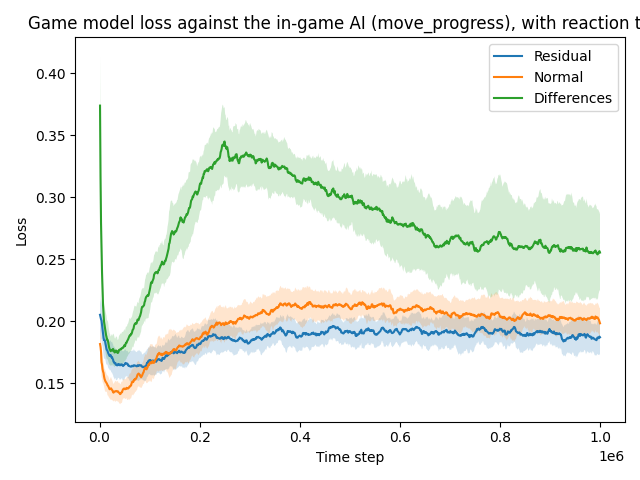 Game model loss against the in-game AI (move_progress), with reaction t
Residual
Normal
Differences
Loss
0.40
0.35
0.30
0.25
0.20
0.15
0.0 0.2 0.4 0.6 0.8 1.0
1e6
Time step